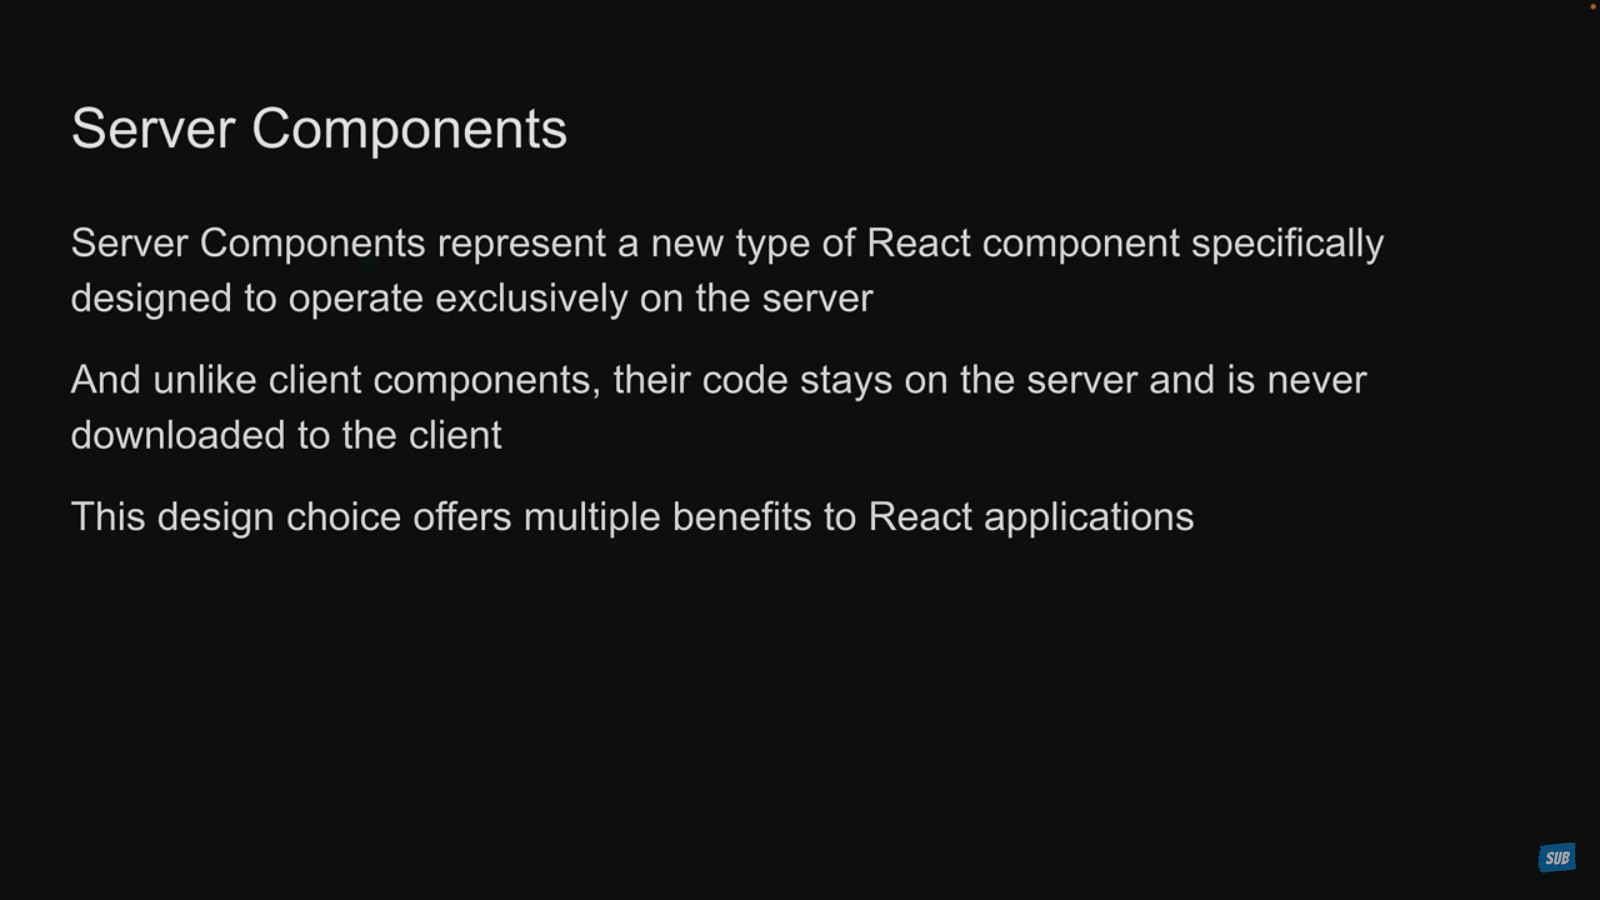 Server Components
Server Components represent a new type of React component specifically
designed to operate exclusively on the server
And unlike client components, their code stays on the server and is never
downloaded to the client
This design choice offers multiple benefits to React applications
SUB